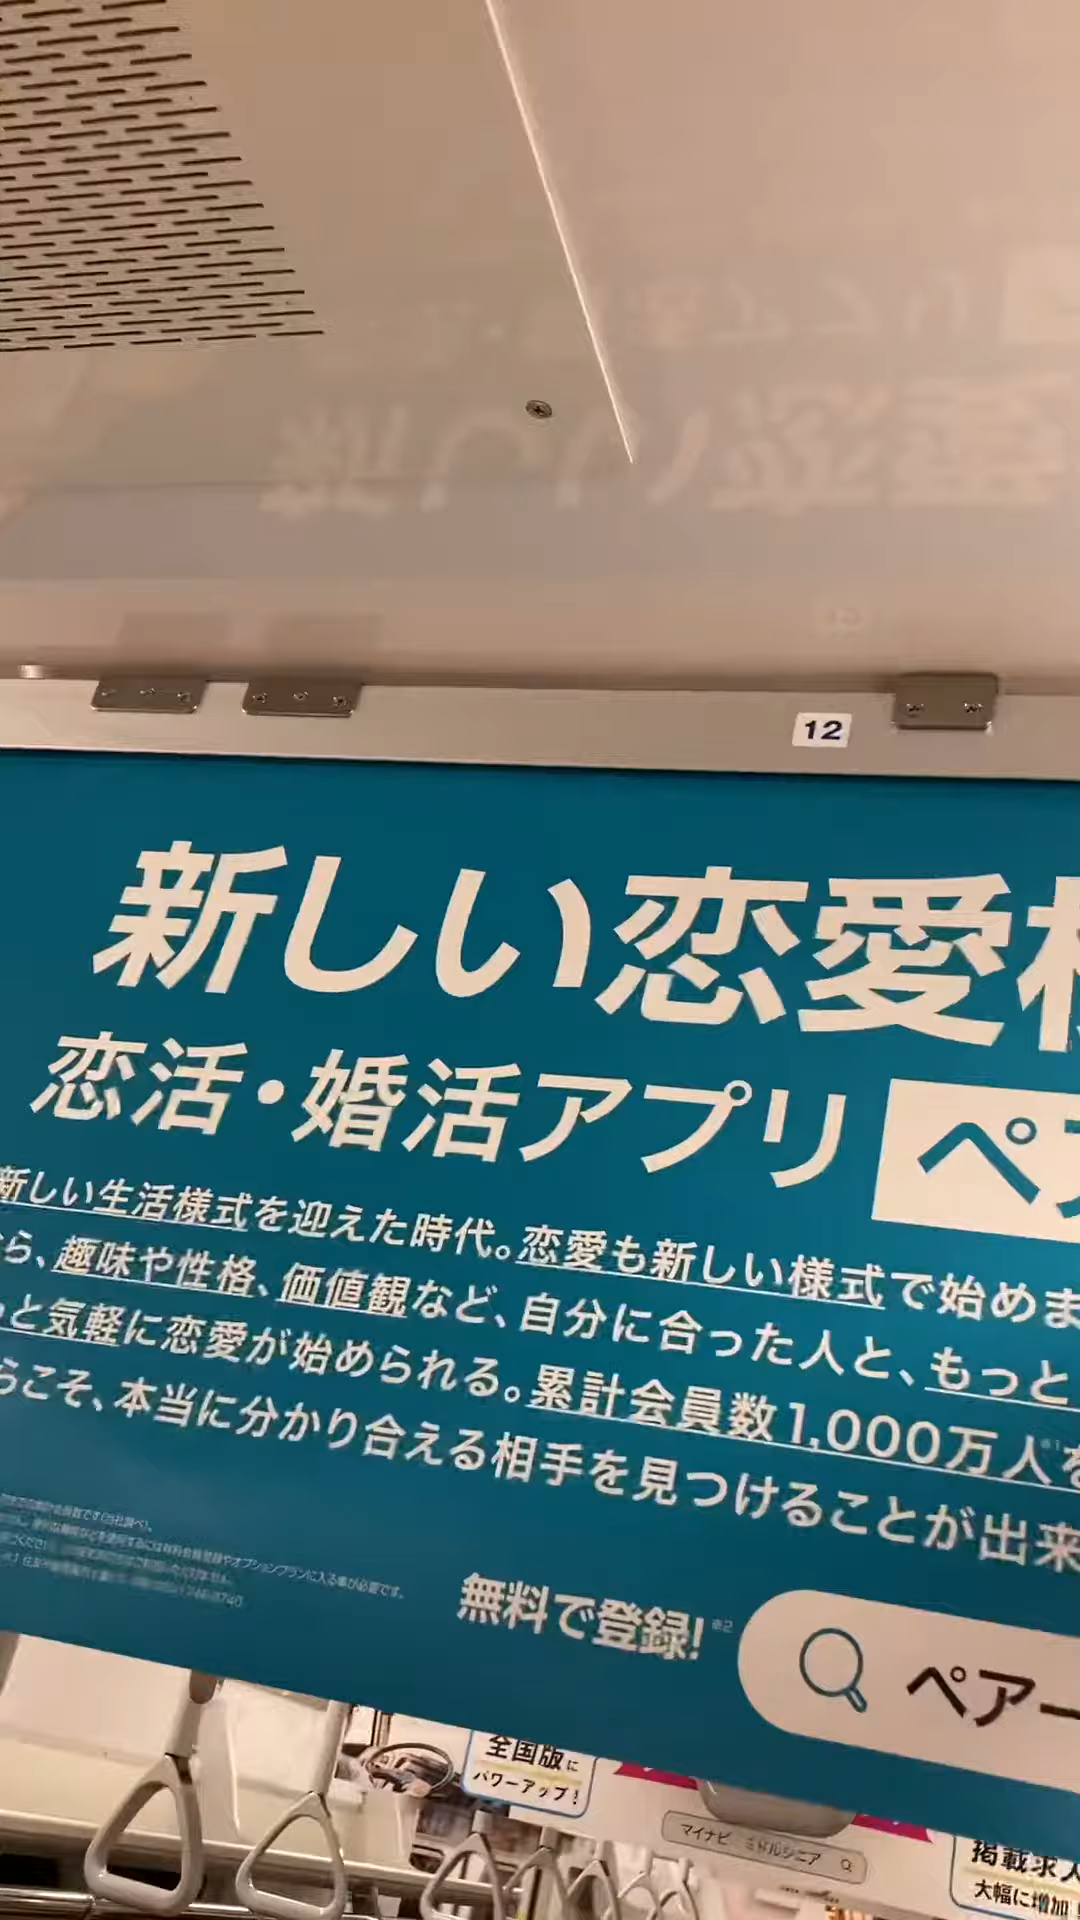 12
新しい恋愛
恋活・婚活アプリ ペ
新しい生活様式を迎えた時代。恋愛も新しい様式で始めま
ら、趣味や性格、価値観など、自分に合った人と、もっと
と気軽に恋愛が始められる。累計会員数1,000万人※1を
らこそ、本当に分かり合える相手を見つけることが出来
無料で登録!※2
ペアー
全国版に
パワーアップ!
マイナビ ミドルシニア
掲載求人
大幅に増加!